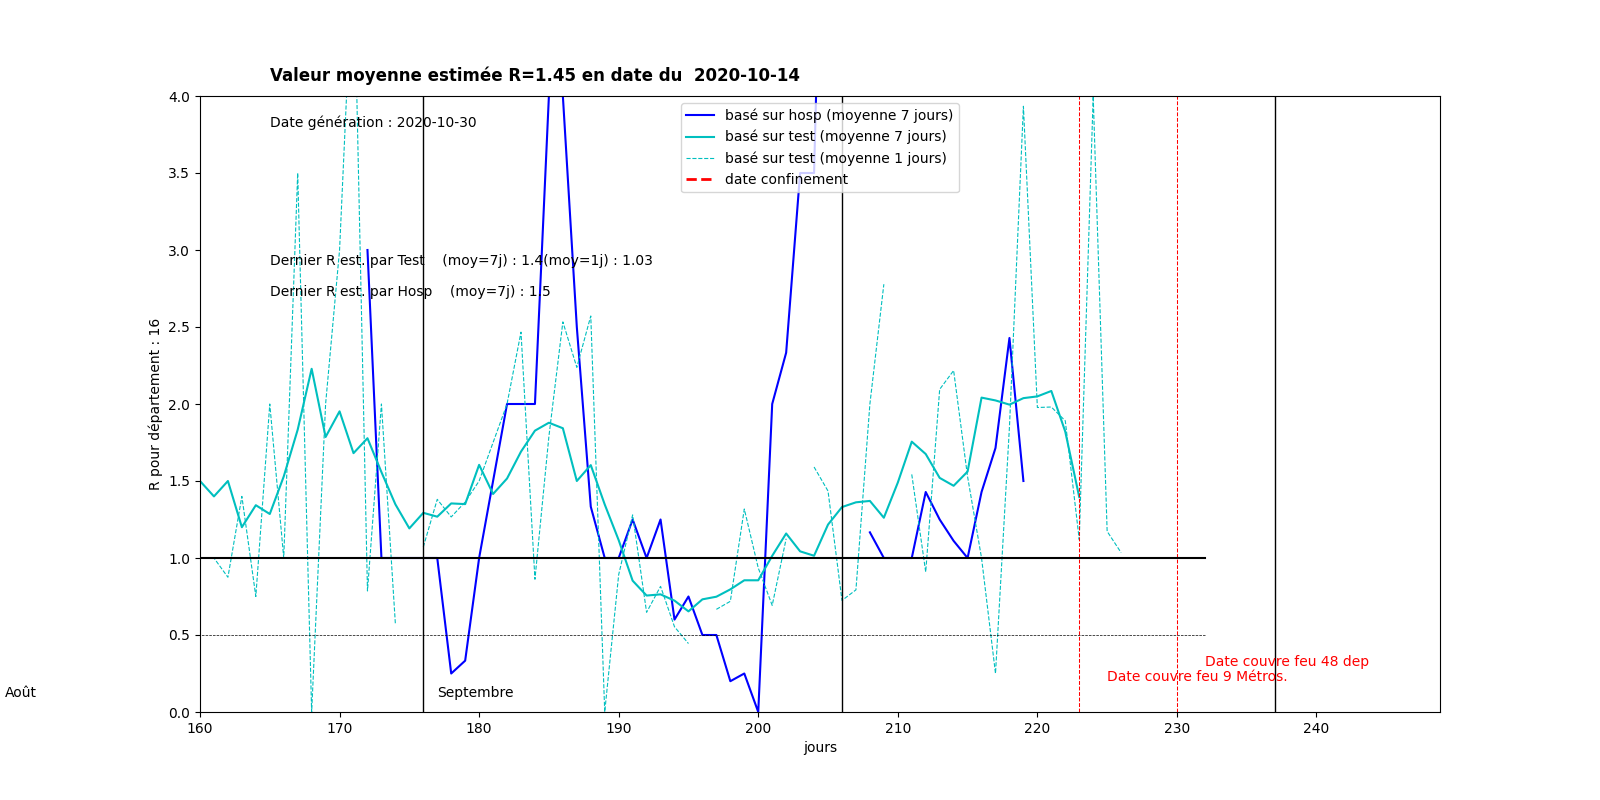 Valeur moyenne estimée R=1.45 en date du  2020-10-14
Date génération : 2020-10-30
basé sur hosp (moyenne 7 jours)
basé sur test (moyenne 7 jours)
basé sur test (moyenne 1 jours)
date confinement
Dernier R est. par Test    (moy=7j) : 1.4(moy=1j) : 1.03
Dernier R est. par Hosp    (moy=7j) : 1.5
R pour département : 16
4.0
3.5
3.0
2.5
2.0
1.5
1.0
0.5
0.0
Date couvre feu 48 dep
Date couvre feu 9 Métros.
Août
Septembre
160 170 180 190 200 210 220 230 240
jours